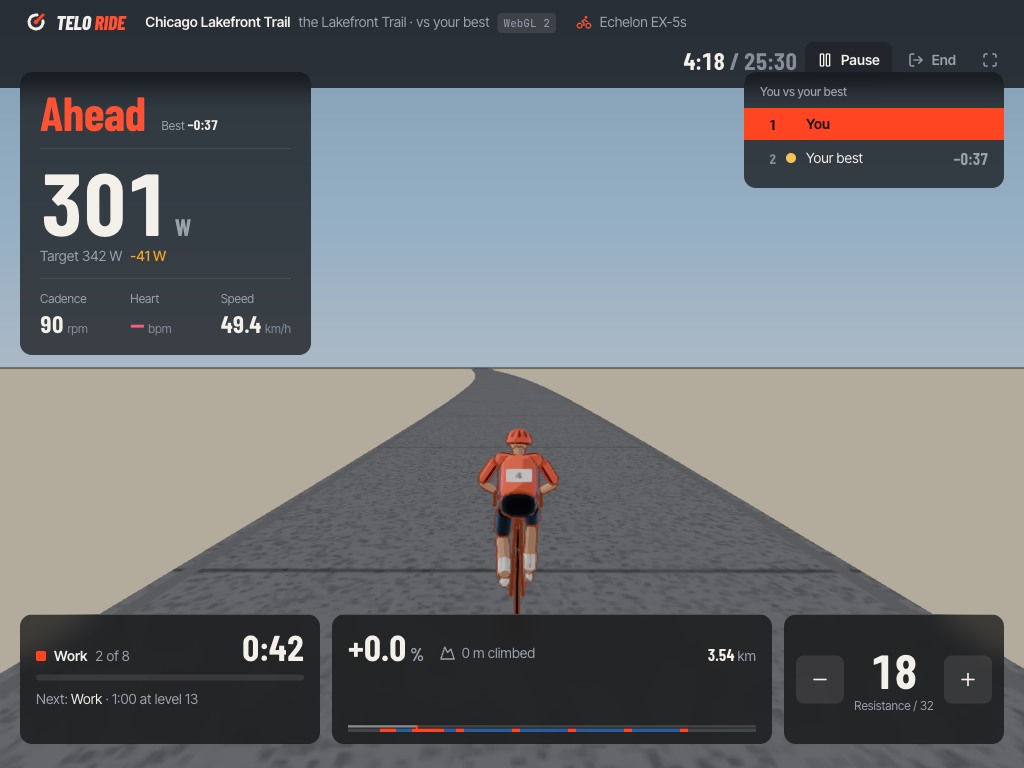 TELO RIDE Chicago Lakefront Trail the Lakefront Trail · vs your best WebGL 2 Echelon EX-5s
4:18 / 25:30 Pause End
Ahead Best −0:37
301 W
Target 342 W -41 W
Cadence Heart Speed
90 rpm — bpm 49.4 km/h
You vs your best
1 You
2 Your best −0:37
4
Work 2 of 8 0:42
Next: Work · 1:00 at level 13
+0.0 % 0 m climbed 3.54 km
− 18 +
Resistance / 32